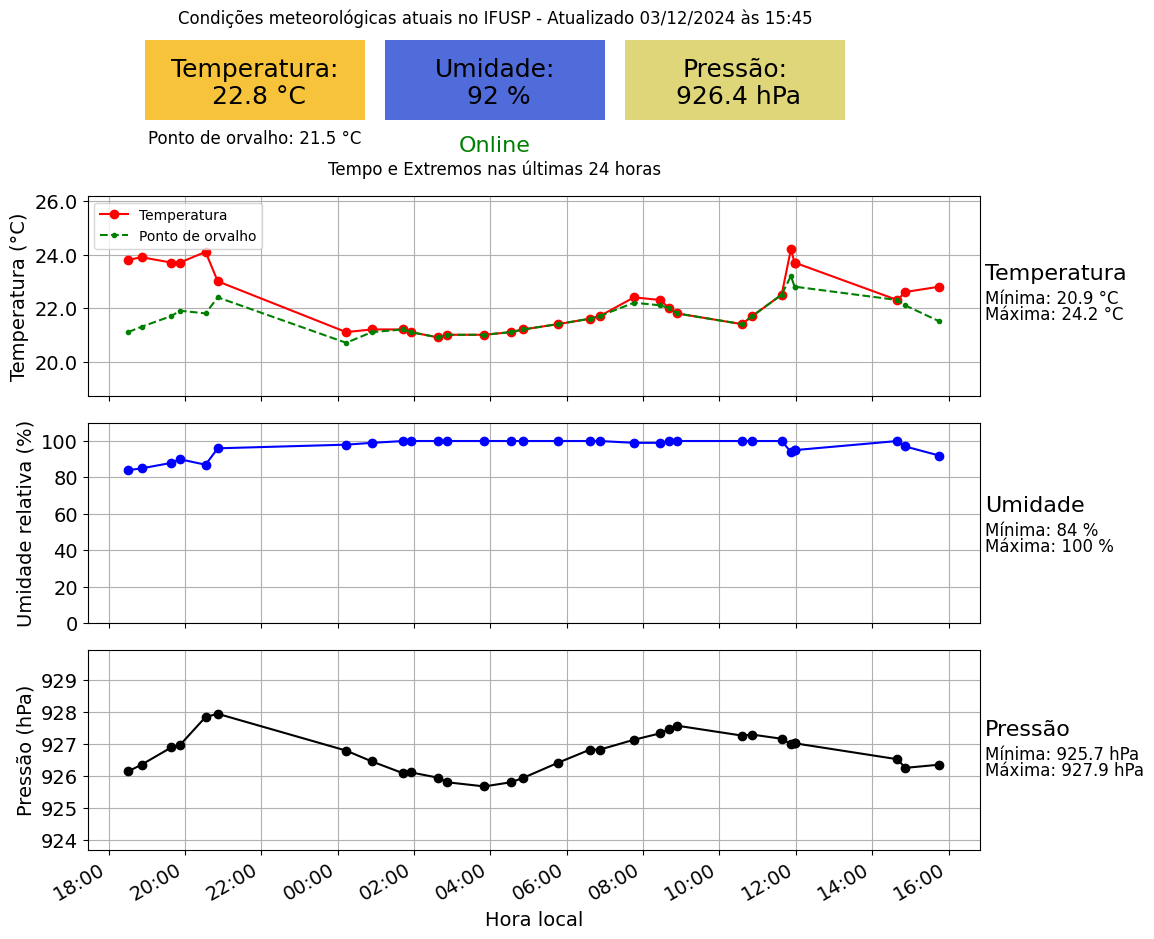 Condições meteorológicas atuais no IFUSP - Atualizado 03/12/2024 às 15:45
Temperatura:
22.8 °C
Umidade:
92 %
Pressão:
926.4 hPa
Ponto de orvalho: 21.5 °C
Online
Tempo e Extremos nas últimas 24 horas
Temperatura (°C)
26.0
24.0
22.0
20.0
Temperatura
Ponto de orvalho
Temperatura
Mínima: 20.9 °C
Máxima: 24.2 °C
Umidade relativa (%)
100
80
60
40
20
0
Umidade
Mínima: 84 %
Máxima: 100 %
Pressão (hPa)
929
928
927
926
925
924
Pressão
Mínima: 925.7 hPa
Máxima: 927.9 hPa
18:00 20:00 22:00 00:00 02:00 04:00 06:00 08:00 10:00 12:00 14:00 16:00
Hora local